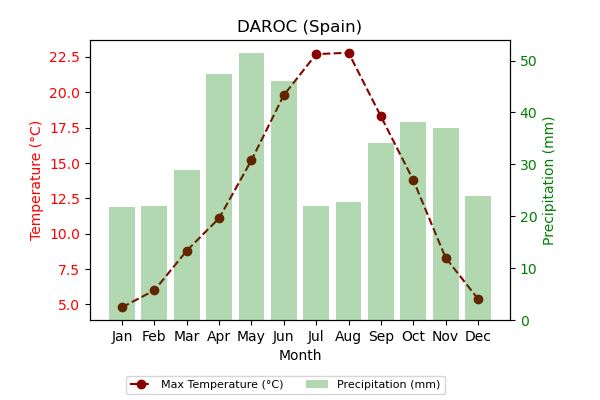 DAROC (Spain)
22.5
20.0
17.5
15.0
12.5
10.0
7.5
5.0
Temperature (°C)
50
40
30
20
10
0
Precipitation (mm)
Jan Feb Mar Apr May Jun Jul Aug Sep Oct Nov Dec
Month
Max Temperature (°C) Precipitation (mm)